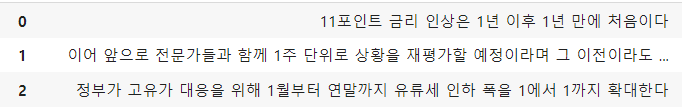 0 11포인트 금리 인상은 1년 이후 1년 만에 처음이다
1 이어 앞으로 전문가들과 함께 1주 단위로 상황을 재평가할 예정이라며 그 이전이라도 ...
2 정부가 고유가 대응을 위해 1월부터 연말까지 유류세 인하 폭을 1에서 1까지 확대한다